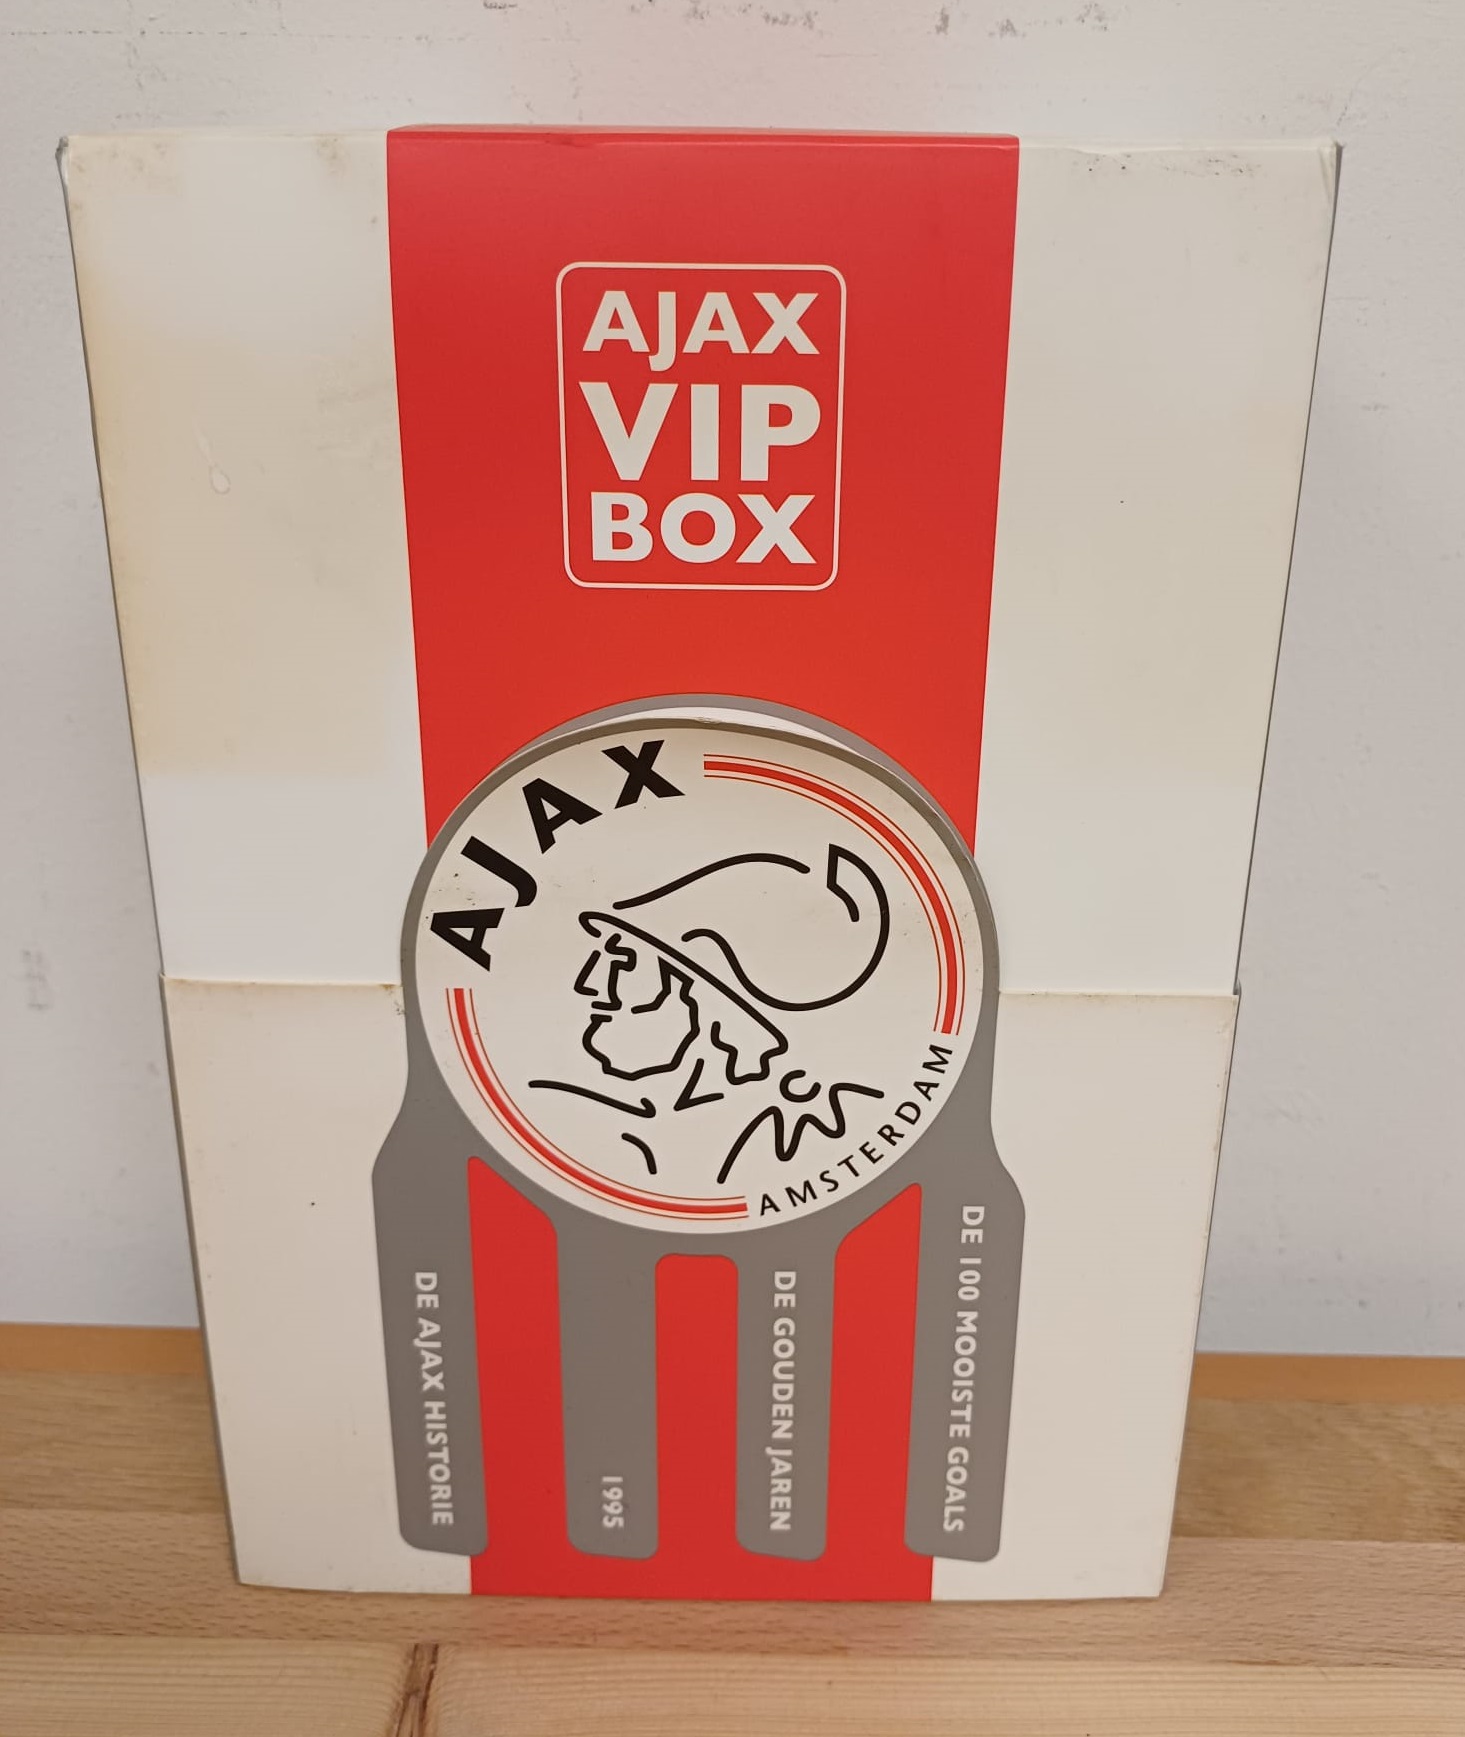 AJAX
VIP
BOX
AJAX
AMSTERDAM
DE AJAX HISTORIE
1995
DE GOUDEN JAREN
DE 100 MOOISTE GOALS